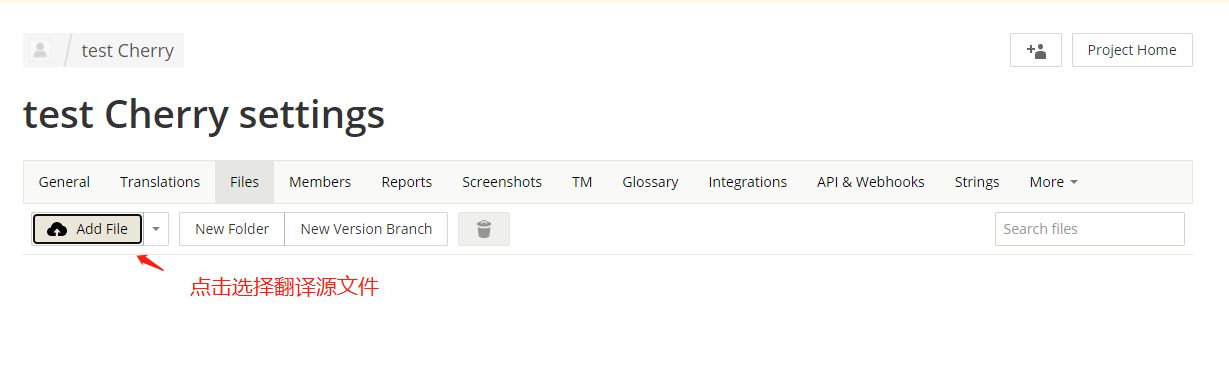 test Cherry
Project Home
test Cherry settings
General Translations Files Members Reports Screenshots TM Glossary Integrations API & Webhooks Strings More
Add File New Folder New Version Branch Search files
点击选择翻译源文件